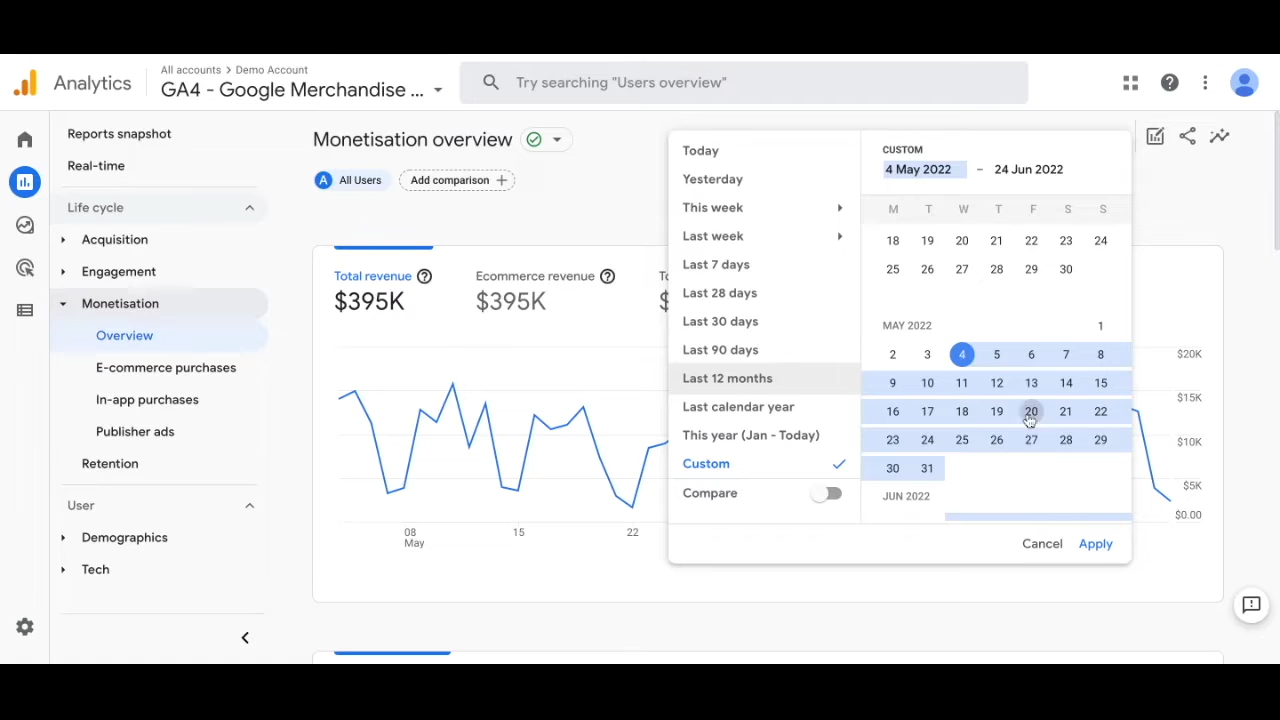 Analytics
All accounts > Demo Account
GA4 - Google Merchandise ...
Try searching "Users overview"
Reports snapshot
Real-time
Life cycle
Acquisition
Engagement
Monetisation
Overview
E-commerce purchases
In-app purchases
Publisher ads
Retention
User
Demographics
Tech
Monetisation overview
A All Users
Add comparison +
Total revenue
$395K
Ecommerce revenue
$395K
$20K
$15K
$10K
$5K
$0.00
08
May
15
22
Today
Yesterday
This week
Last week
Last 7 days
Last 28 days
Last 30 days
Last 90 days
Last 12 months
Last calendar year
This year (Jan - Today)
Custom
Compare
CUSTOM
4 May 2022 – 24 Jun 2022
M T W T F S S
18 19 20 21 22 23 24
25 26 27 28 29 30
MAY 2022 1
2 3 4 5 6 7 8
9 10 11 12 13 14 15
16 17 18 19 20 21 22
23 24 25 26 27 28 29
30 31
JUN 2022
Cancel Apply